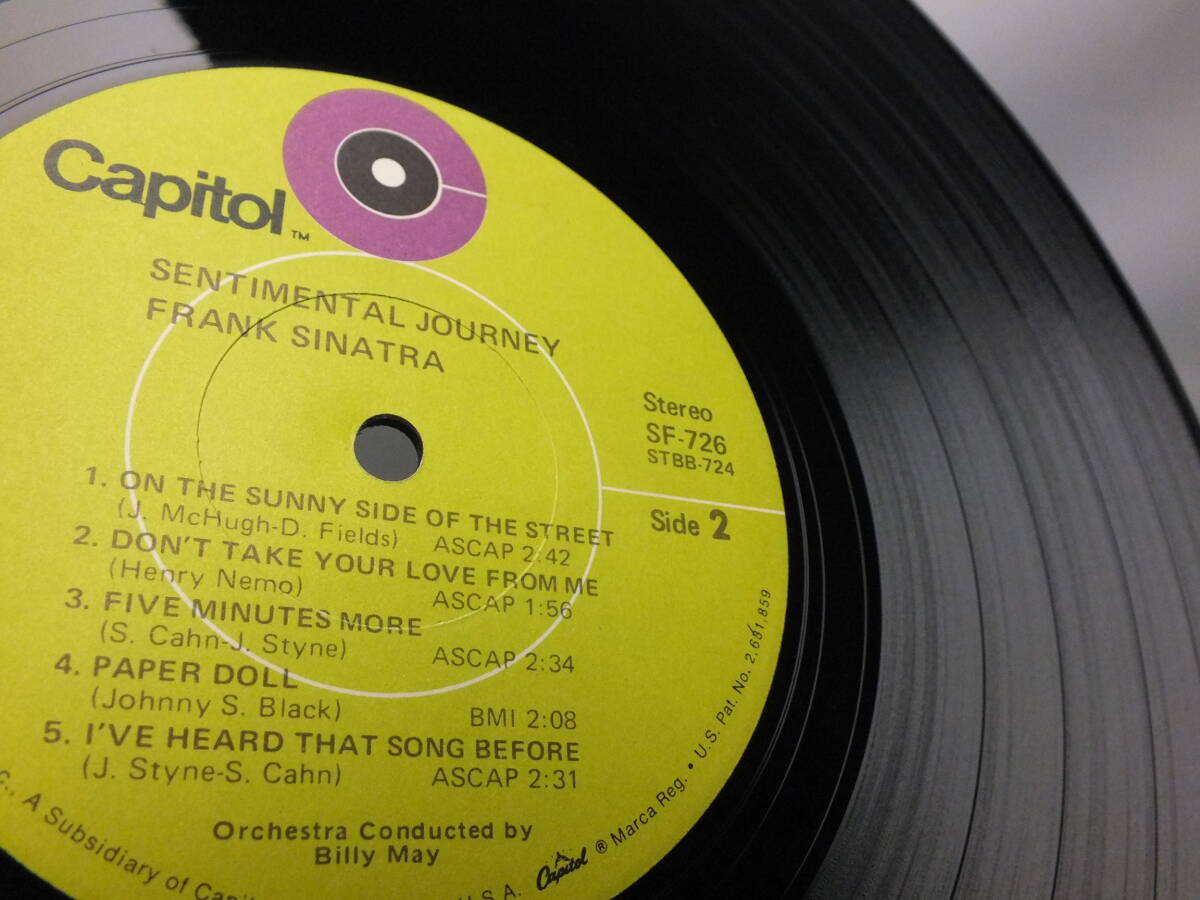 Capitol TM
SENTIMENTAL JOURNEY
FRANK SINATRA
Stereo
SF-726
STBB-724
Side 2
1. ON THE SUNNY SIDE OF THE STREET
(J. McHugh-D. Fields) ASCAP 2:42
2. DON'T TAKE YOUR LOVE FROM ME
(Henry Nemo) ASCAP 1:56
3. FIVE MINUTES MORE
(S. Cahn-J. Styne) ASCAP 2:34
4. PAPER DOLL
(Johnny S. Black) BMI 2:08
5. I'VE HEARD THAT SONG BEFORE
(J. Styne-S. Cahn) ASCAP 2:31
Orchestra Conducted by
Billy May
A Subsidiary of U.S.A. Capitol ® Marca Reg. • U.S. Pat. No. 2,631,859